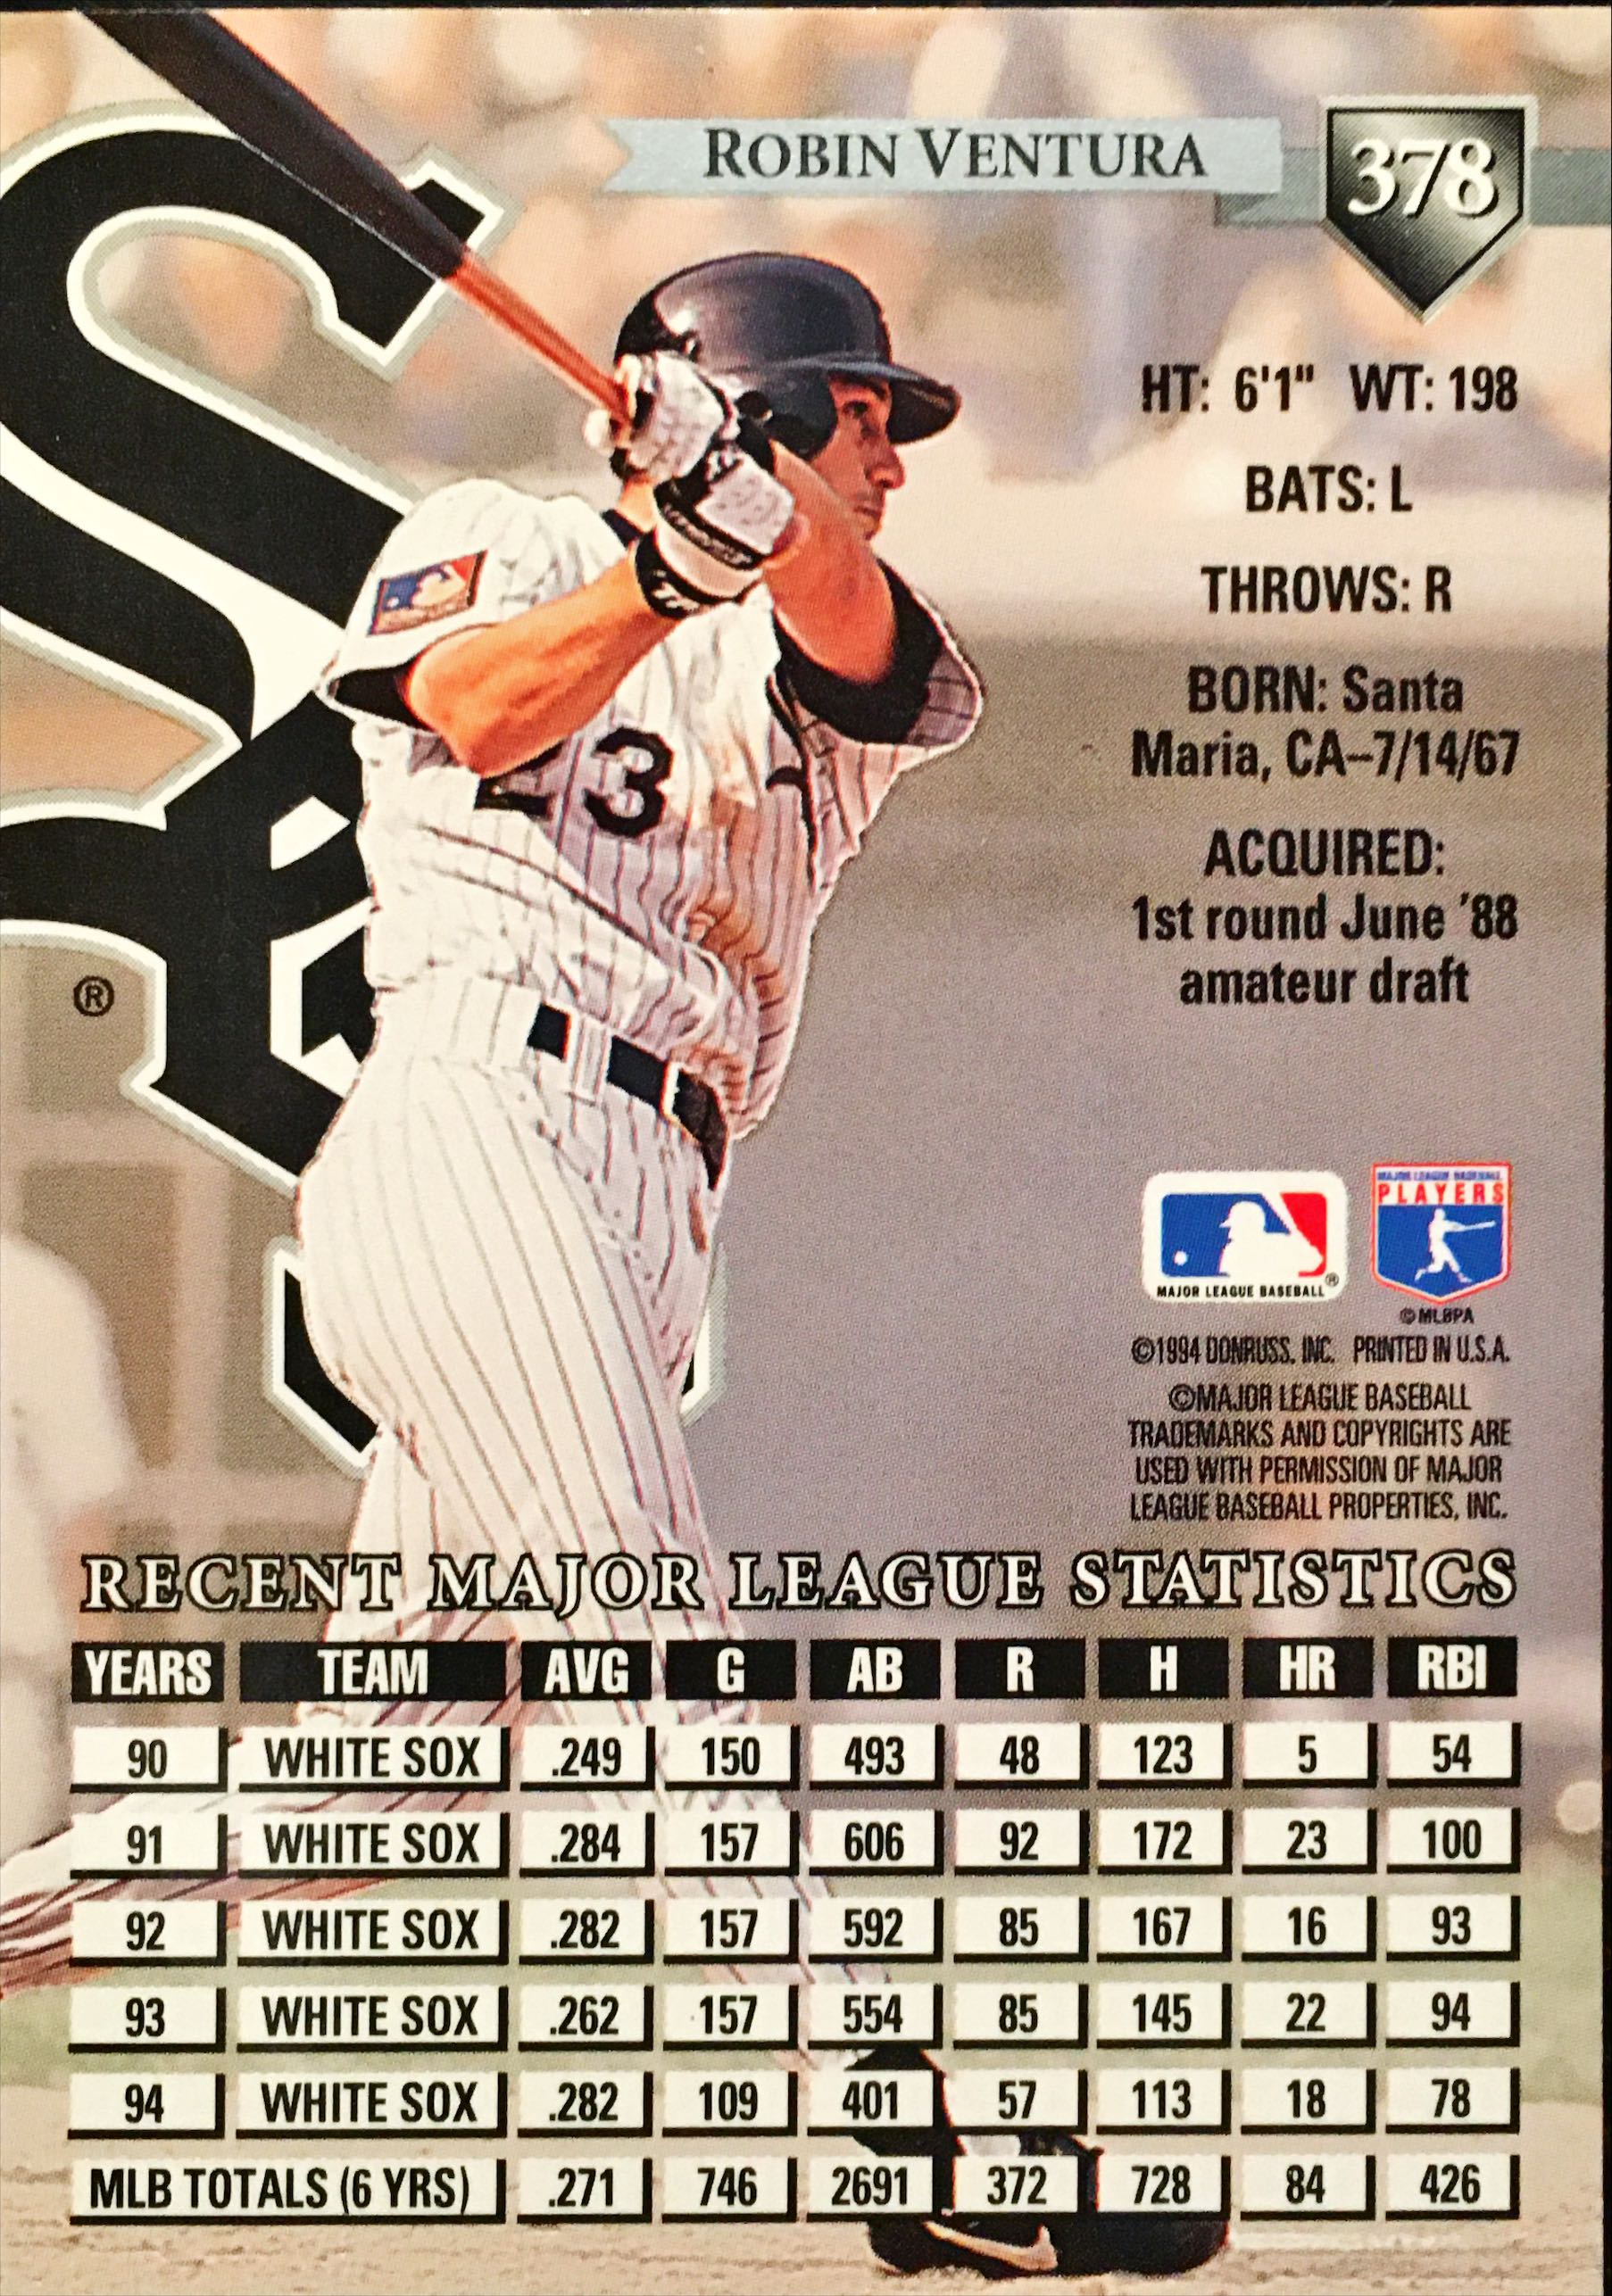 ROBIN VENTURA
378
HT: 6'1" WT: 198
BATS: L
THROWS: R
BORN: Santa
Maria, CA–7/14/67
ACQUIRED:
1st round June '88
amateur draft
23
®
MAJOR LEAGUE BASEBALL®
MAJOR LEAGUE BASEBALL
PLAYERS
©MLBPA
©1994 DONRUSS, INC. PRINTED IN U.S.A.
©MAJOR LEAGUE BASEBALL
TRADEMARKS AND COPYRIGHTS ARE
USED WITH PERMISSION OF MAJOR
LEAGUE BASEBALL PROPERTIES, INC.
RECENT MAJOR LEAGUE STATISTICS
YEARS TEAM AVG G AB R H HR RBI
90 WHITE SOX .249 150 493 48 123 5 54
91 WHITE SOX .284 157 606 92 172 23 100
92 WHITE SOX .282 157 592 85 167 16 93
93 WHITE SOX .262 157 554 85 145 22 94
94 WHITE SOX .282 109 401 57 113 18 78
MLB TOTALS (6 YRS) .271 746 2691 372 728 84 426